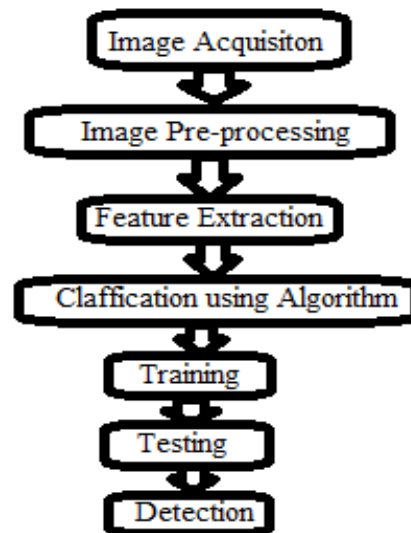 Image Acquisiton
Image Pre-processing
Feature Extraction
Claffication using Algorithm
Training
Testing
Detection